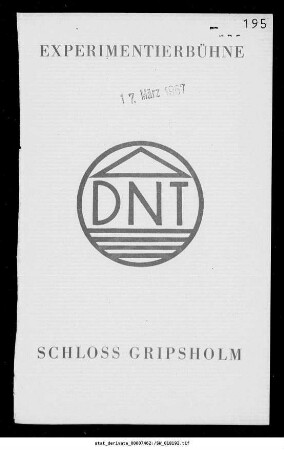 195
EXPERIMENTIERBÜHNE
17. März 1967
DNT
SCHLOSS GRIPSHOLM